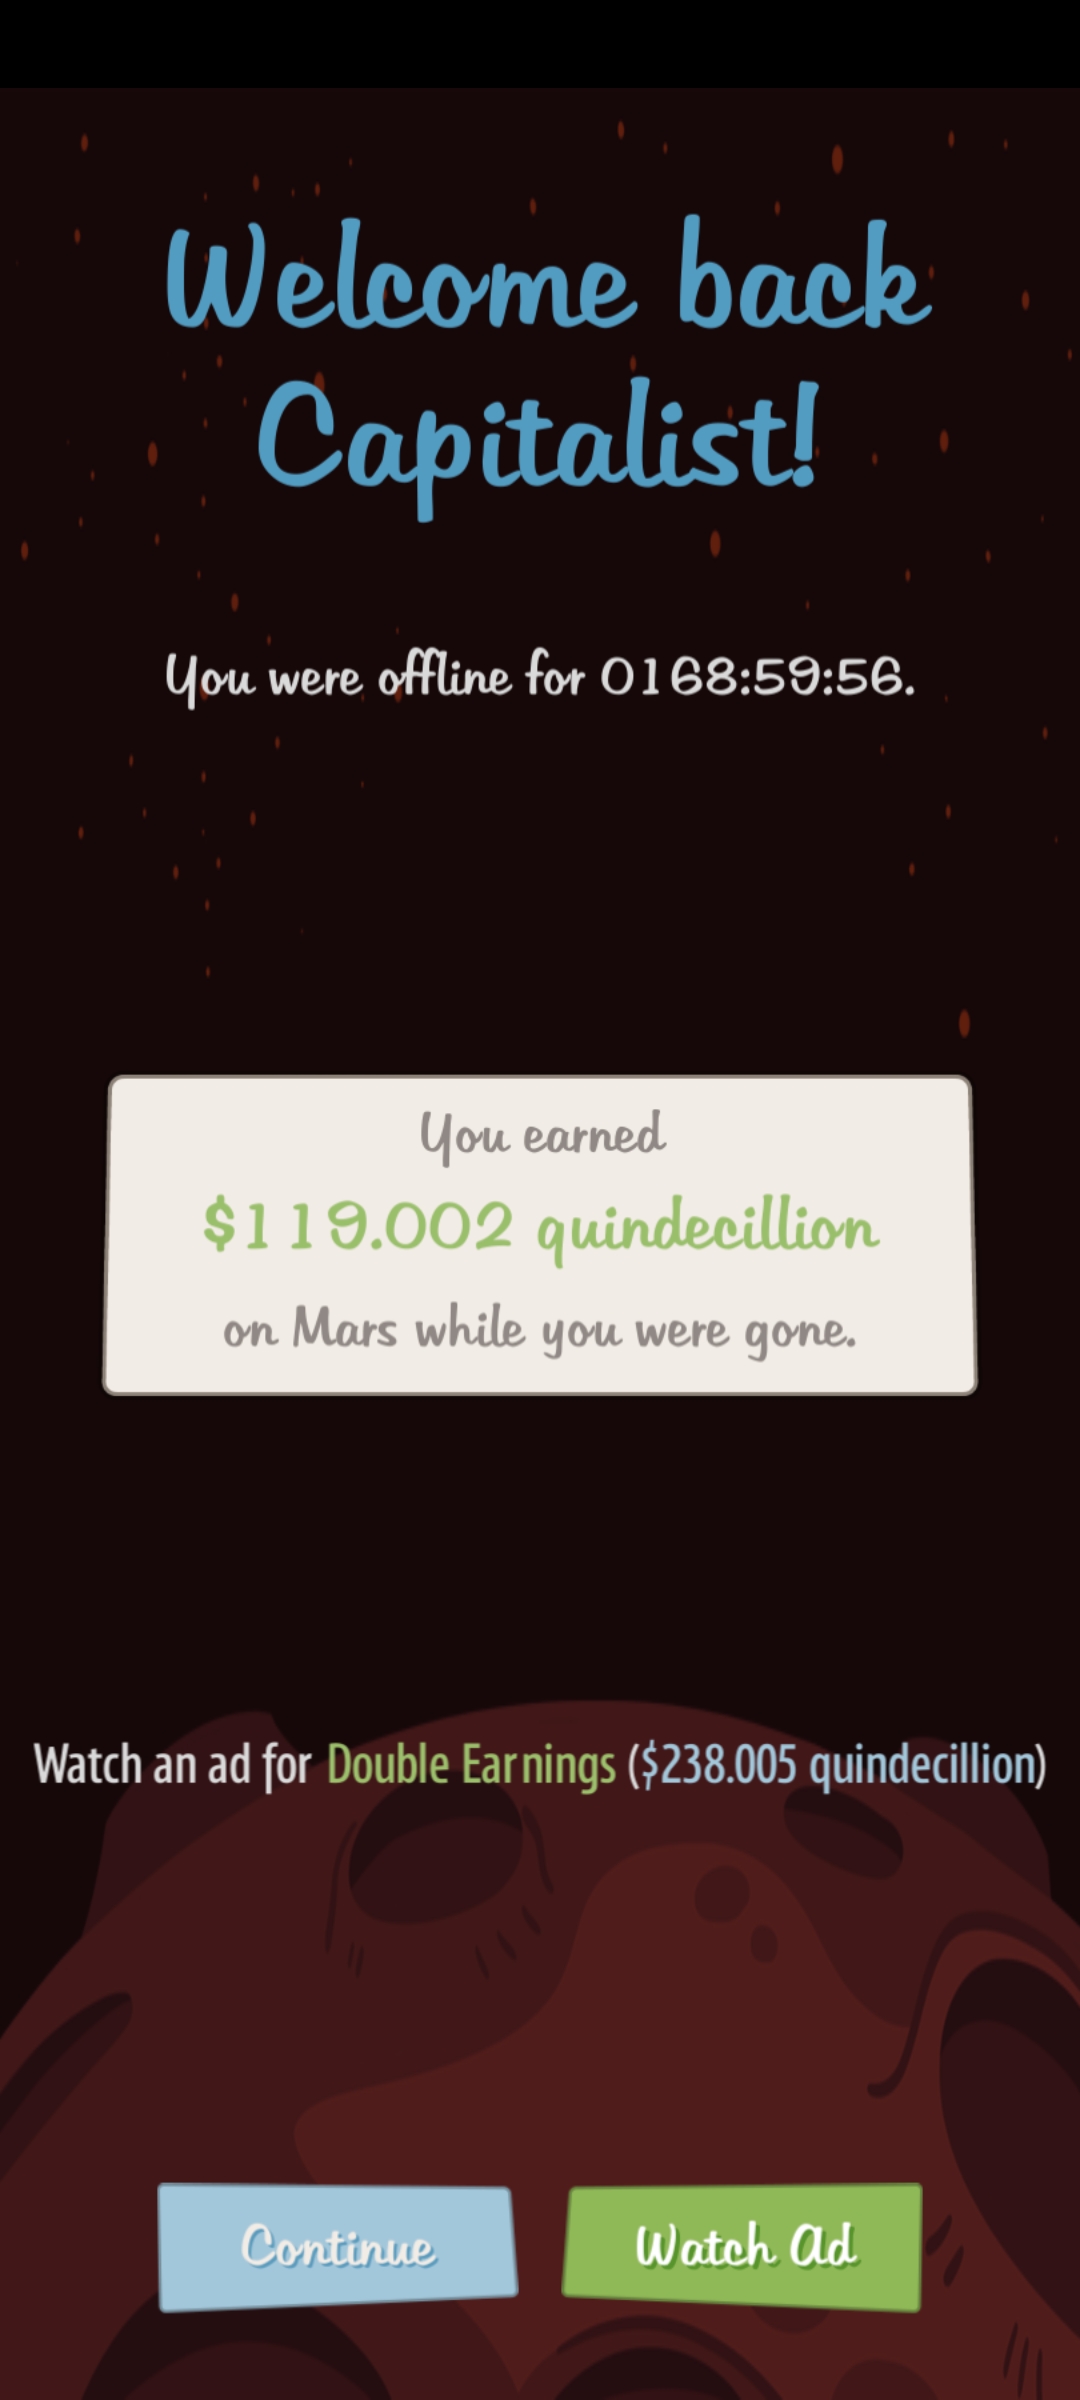 Welcome back
Capitalist!
You were offline for 0168:59:56.
You earned
$119.002 quindecillion
on Mars while you were gone.
Watch an ad for Double Earnings ($238.005 quindecillion)
Continue
Watch Ad